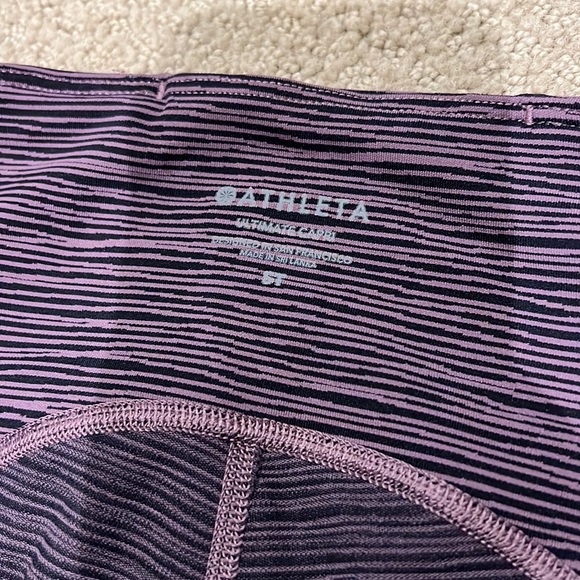 ATHLETA
ULTIMATE CAPRI
DESIGNED IN SAN FRANCISCO
MADE IN SRI LANKA
ST